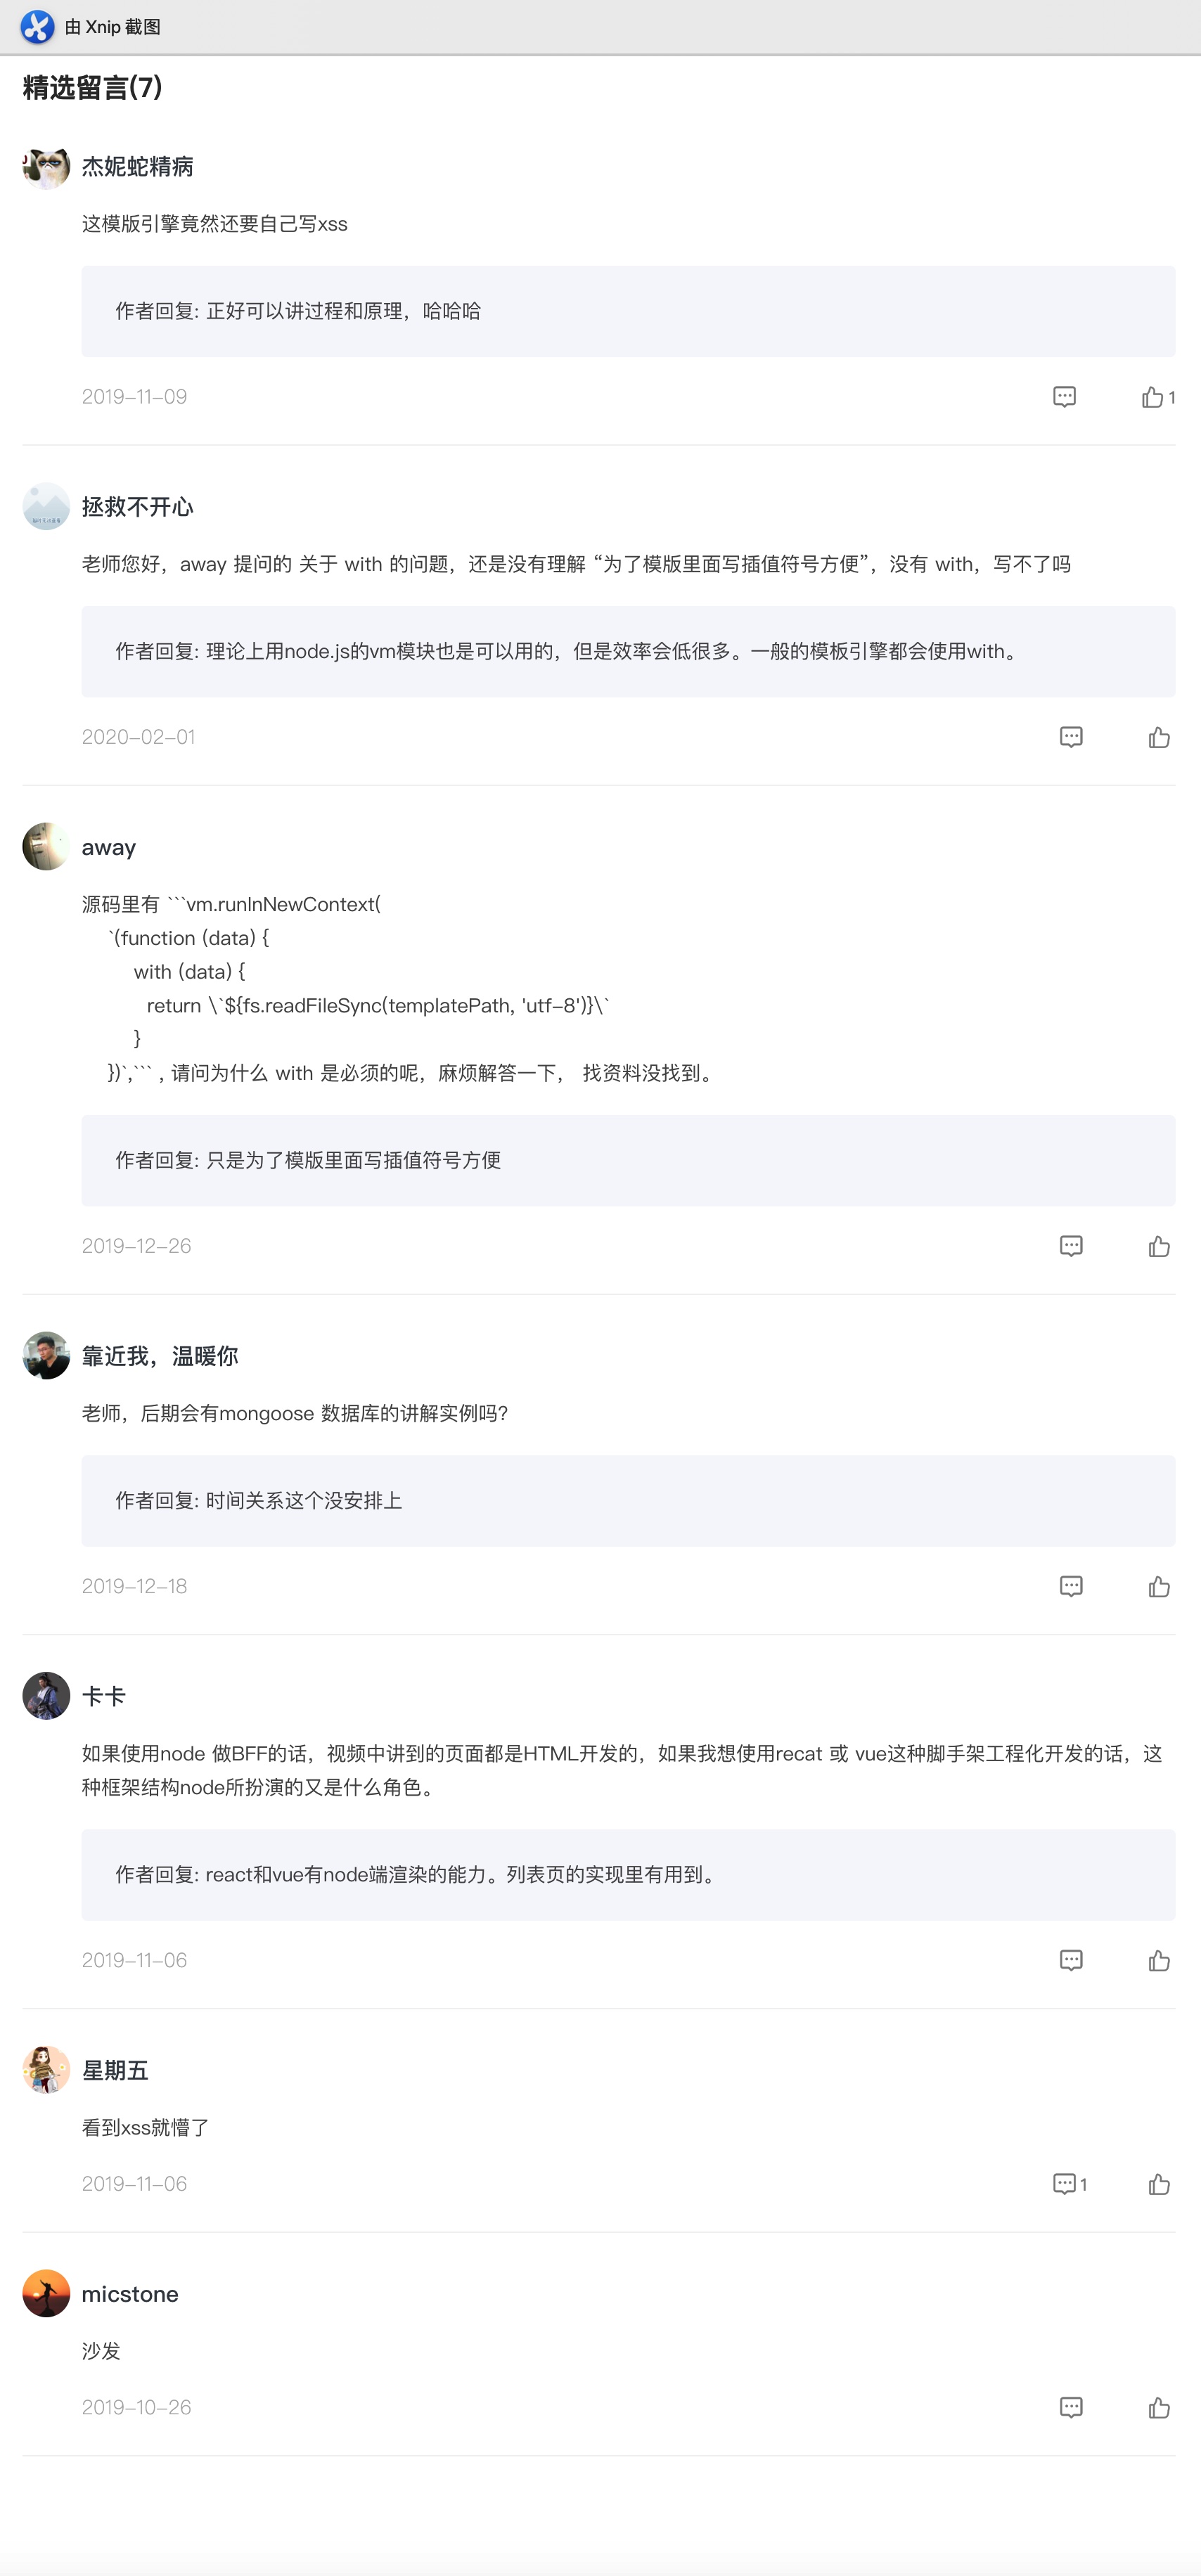 由 Xnip 截图
精选留言(7)
杰妮蛇精病
这模版引擎竟然还要自己写xss
作者回复: 正好可以讲过程和原理，哈哈哈
2019-11-09
1
拯救不开心
老师您好，away 提问的 关于 with 的问题，还是没有理解 “为了模版里面写插值符号方便”，没有 with，写不了吗
作者回复: 理论上用node.js的vm模块也是可以用的，但是效率会低很多。一般的模板引擎都会使用with。
2020-02-01
away
源码里有 ```vm.runInNewContext(
`(function (data) {
with (data) {
return \`${fs.readFileSync(templatePath, 'utf-8')}\`
}
})`,``` , 请问为什么 with 是必须的呢，麻烦解答一下， 找资料没找到。
作者回复: 只是为了模版里面写插值符号方便
2019-12-26
靠近我，温暖你
老师，后期会有mongoose 数据库的讲解实例吗?
作者回复: 时间关系这个没安排上
2019-12-18
卡卡
如果使用node 做BFF的话，视频中讲到的页面都是HTML开发的，如果我想使用recat 或 vue这种脚手架工程化开发的话，这
种框架结构node所扮演的又是什么角色。
作者回复: react和vue有node端渲染的能力。列表页的实现里有用到。
2019-11-06
星期五
看到xss就懵了
2019-11-06
1
micstone
沙发
2019-10-26